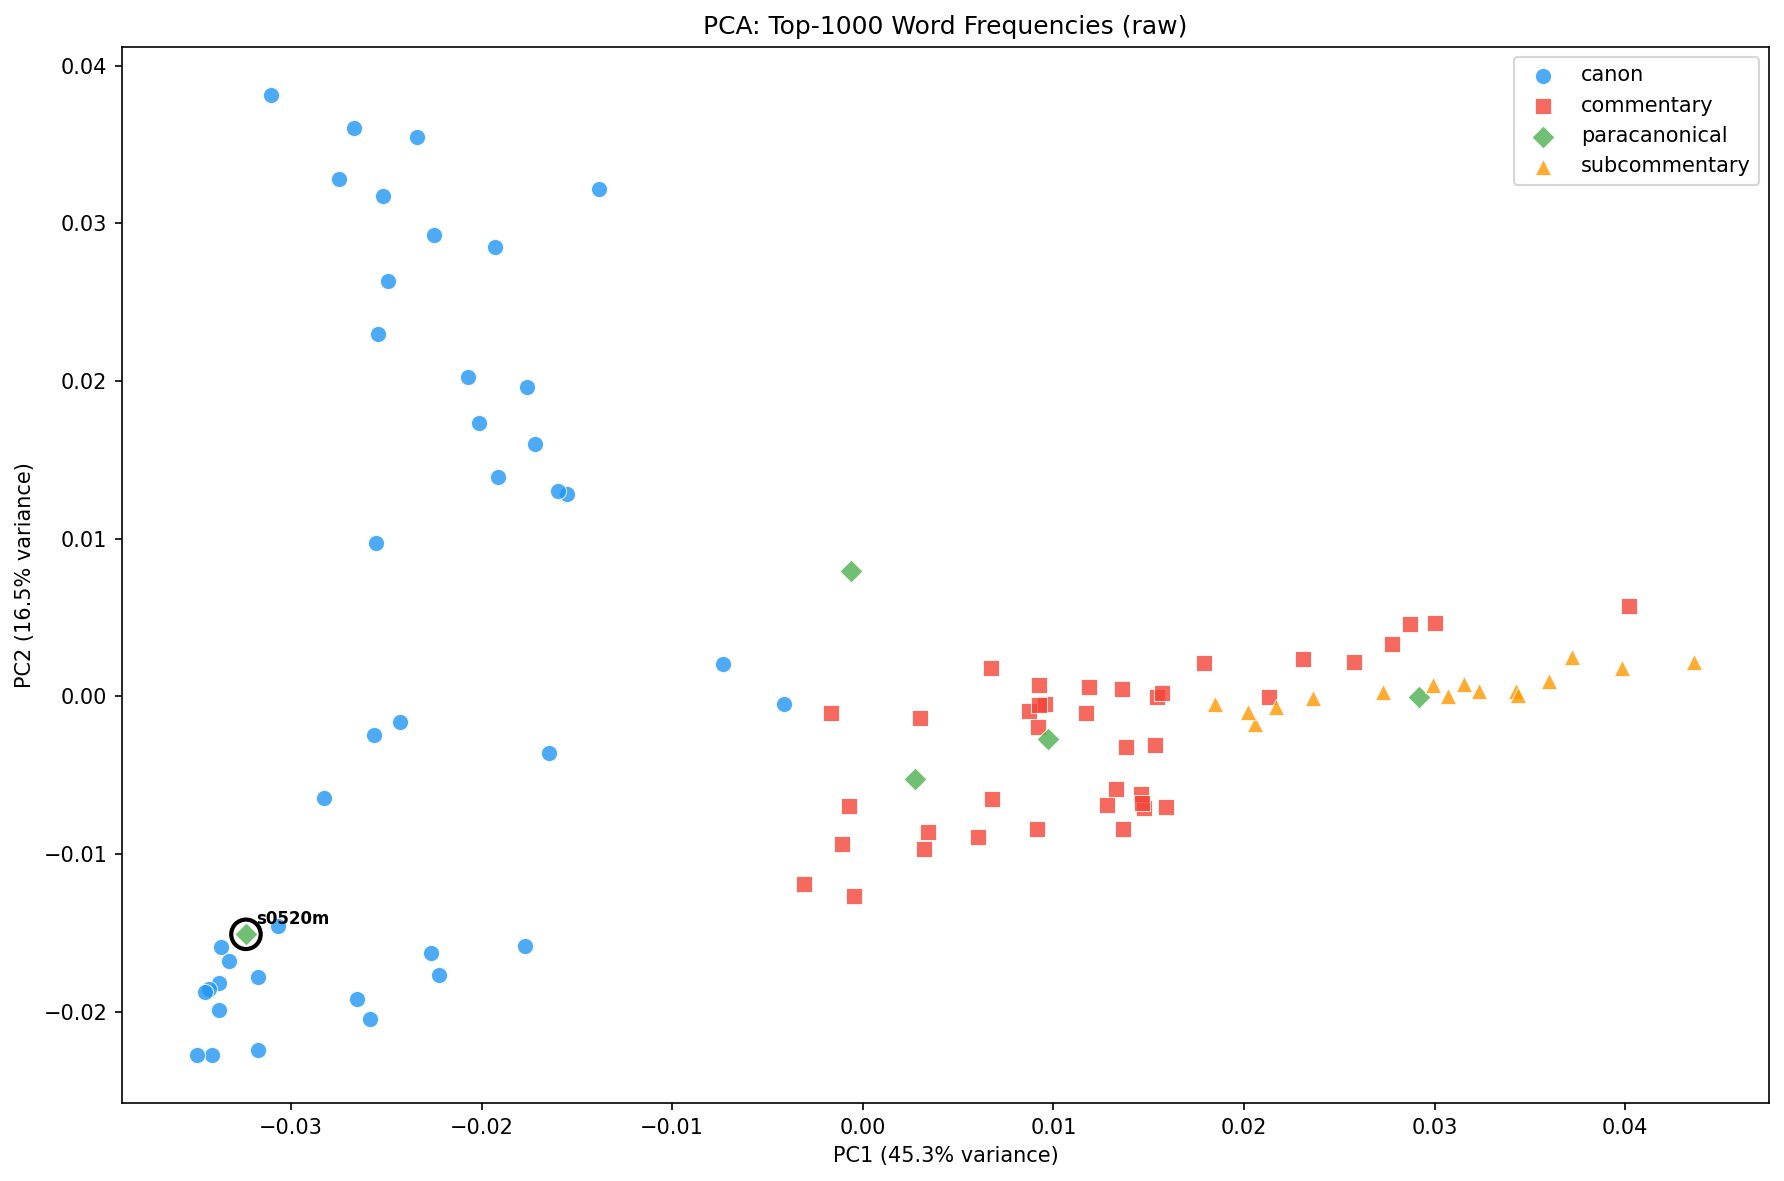 PCA: Top-1000 Word Frequencies (raw)
canon
commentary
paracanonical
subcommentary
0.04
0.03
0.02
0.01
0.00
−0.01
−0.02
PC2 (16.5% variance)
s0520m
−0.03
−0.02
−0.01
0.00
0.01
0.02
0.03
0.04
PC1 (45.3% variance)